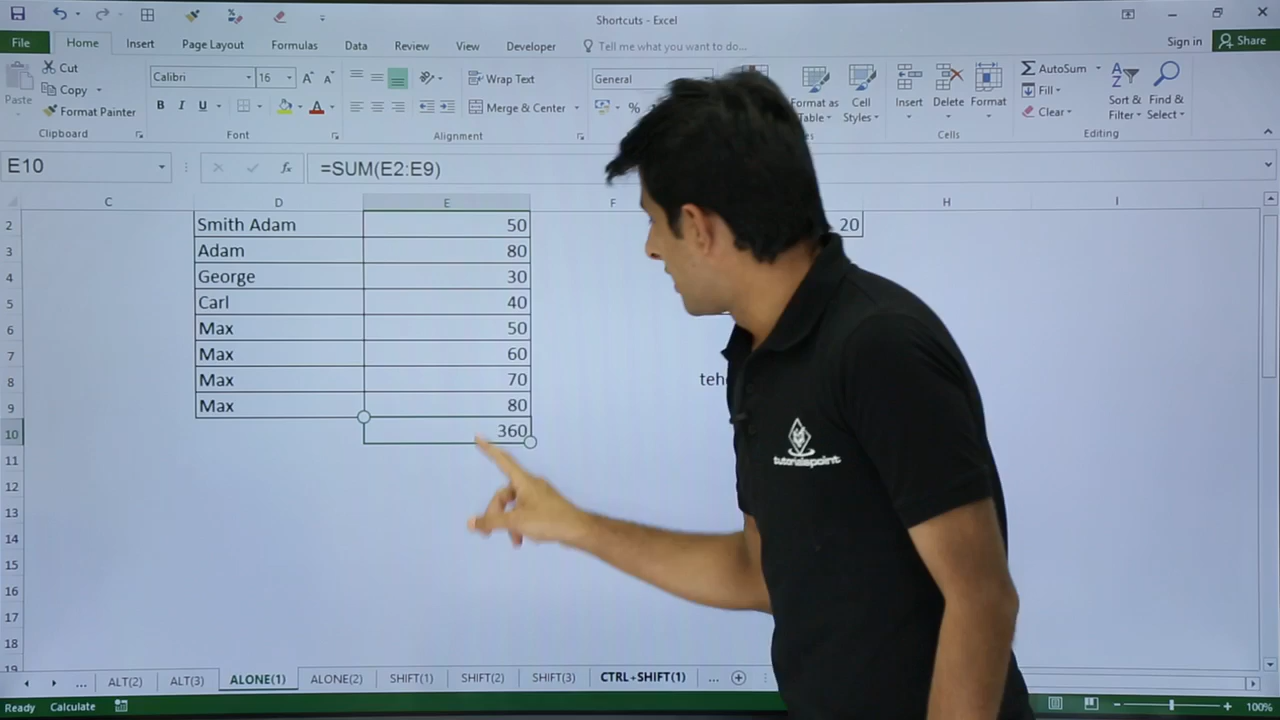 Shortcuts - Excel
File Home Insert Page Layout Formulas Data Review View Developer Tell me what you want to do... Sign in Share
Paste Cut Copy Format Painter Clipboard
Calibri 16 B I U Font
Wrap Text Merge & Center Alignment
General %
Format as Table Cell Styles
Insert Delete Format Cells
AutoSum Fill Clear Sort & Filter Find & Select Editing
E10 fx =SUM(E2:E9)
C D E F H I
2 Smith Adam 50 20
3 Adam 80
4 George 30
5 Carl 40
6 Max 50
7 Max 60
8 Max 70
9 Max 80
10 360
11
12
13
14
15
16
17
18
19
tutorialspoint
... ALT(2) ALT(3) ALONE(1) ALONE(2) SHIFT(1) SHIFT(2) SHIFT(3) CTRL+SHIFT(1) ...
Ready Calculate 100%